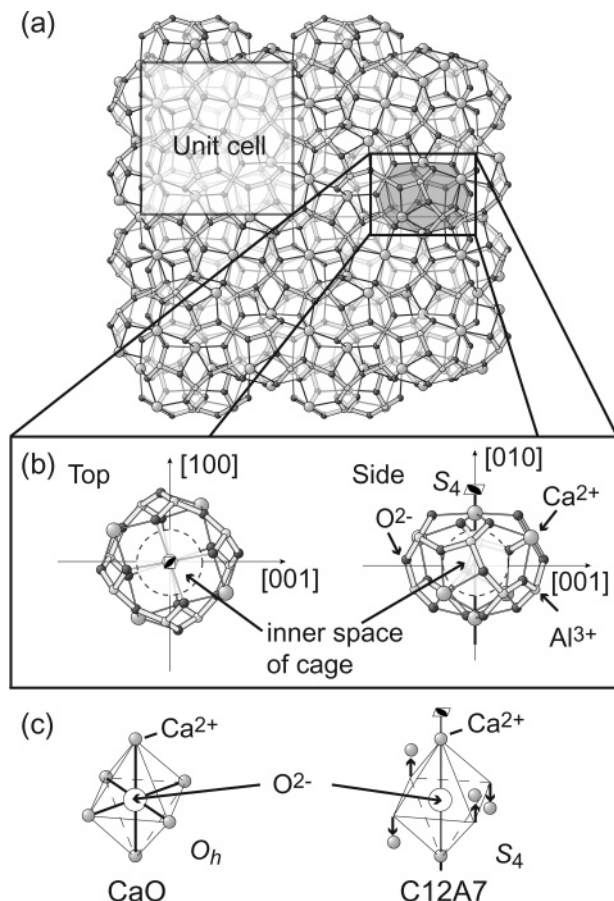 (a)
Unit cell
(b)
Top
[100]
[001]
Side
S4
[010]
Ca2+
O2-
[001]
Al3+
inner space
of cage
(c)
Ca2+
O2-
Oh
CaO
Ca2+
S4
C12A7